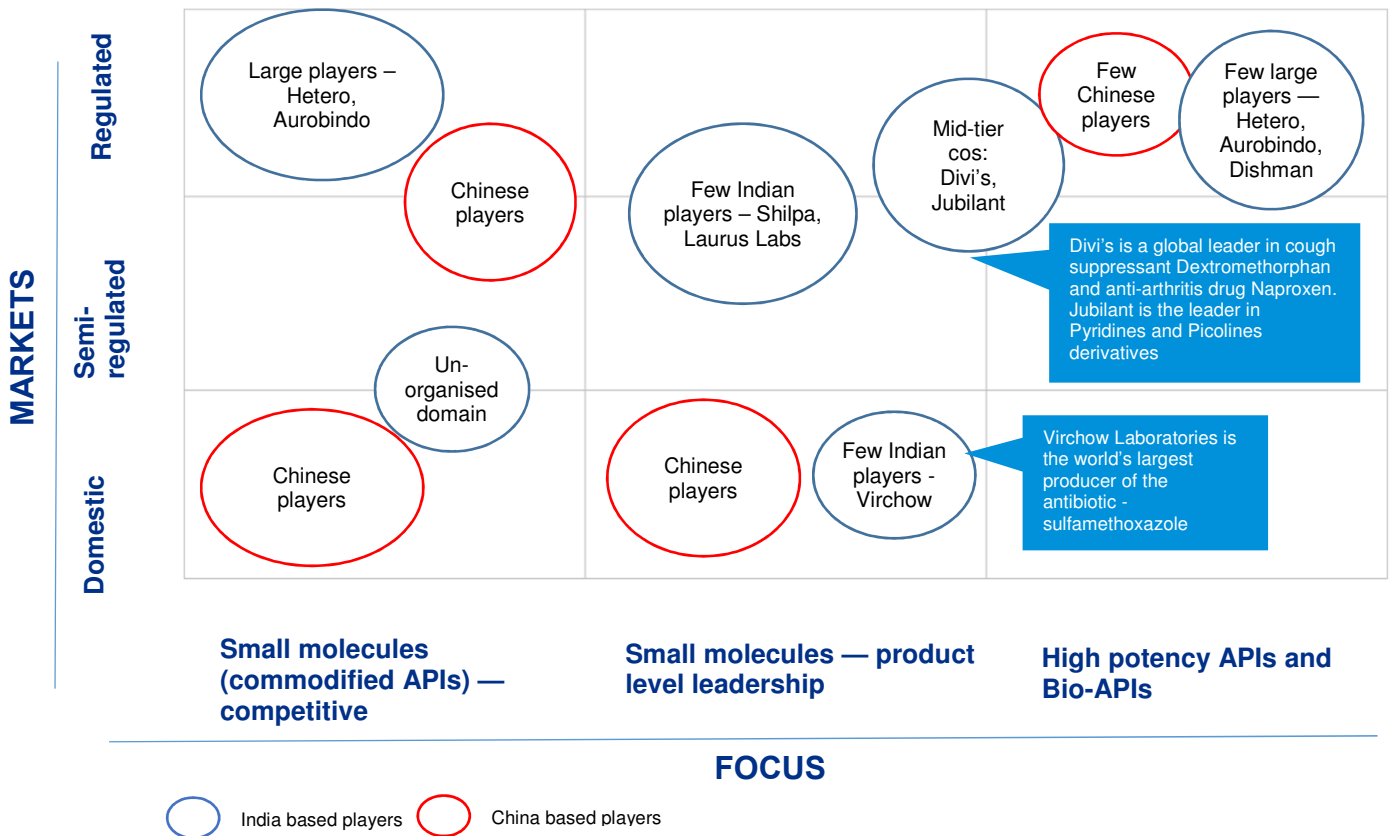 MARKETS
Regulated
Semi-
regulated
Domestic
Large players –
Hetero,
Aurobindo
Chinese
players
Few Indian
players – Shilpa,
Laurus Labs
Mid-tier
cos:
Divi's,
Jubilant
Few
Chinese
players
Few large
players —
Hetero,
Aurobindo,
Dishman
Divi's is a global leader in cough
suppressant Dextromethorphan
and anti-arthritis drug Naproxen.
Jubilant is the leader in
Pyridines and Picolines
derivatives
Un-
organised
domain
Chinese
players
Chinese
players
Few Indian
players -
Virchow
Virchow Laboratories is
the world's largest
producer of the
antibiotic -
sulfamethoxazole
Small molecules
(commodified APIs) —
competitive
Small molecules — product
level leadership
High potency APIs and
Bio-APIs
FOCUS
India based players
China based players